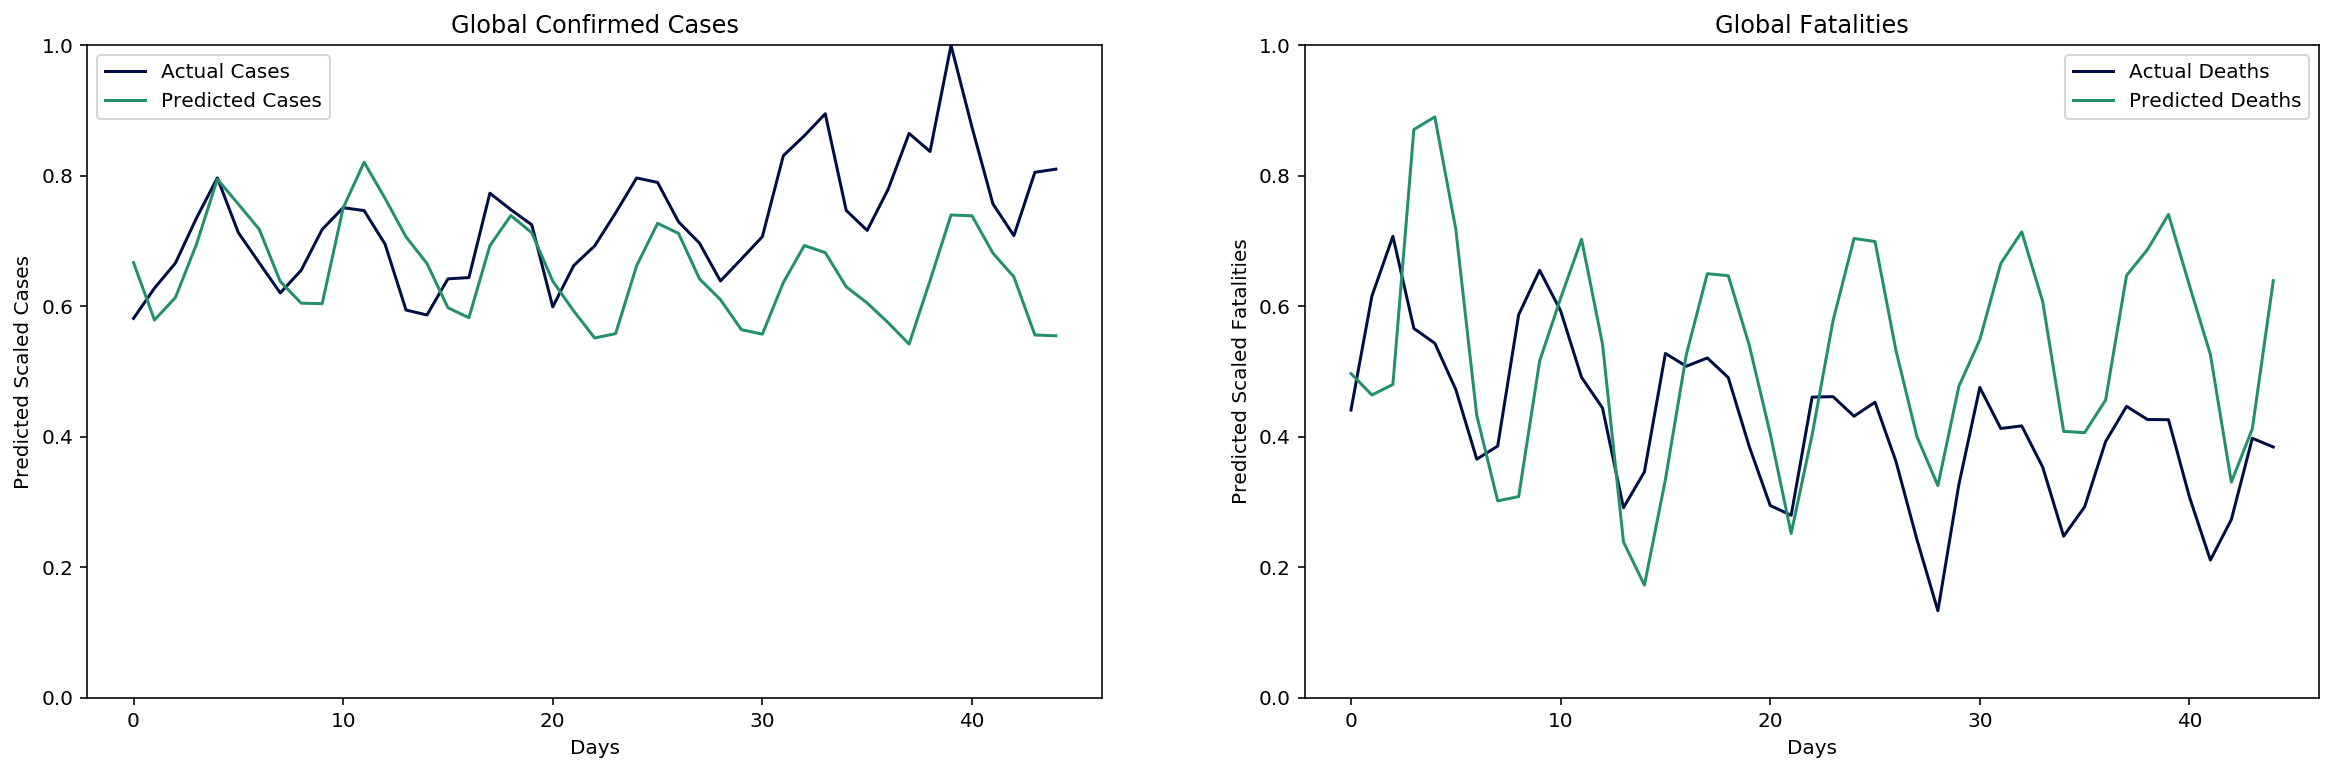 Global Confirmed Cases
Actual Cases
Predicted Cases
Predicted Scaled Cases
1.0
0.8
0.6
0.4
0.2
0.0
0 10 20 30 40
Days
Global Fatalities
Actual Deaths
Predicted Deaths
Predicted Scaled Fatalities
1.0
0.8
0.6
0.4
0.2
0.0
0 10 20 30 40
Days